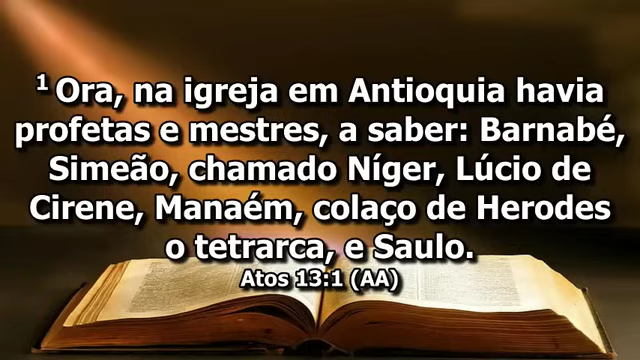 1 Ora, na igreja em Antioquia havia
profetas e mestres, a saber: Barnabé,
Simeão, chamado Níger, Lúcio de
Cirene, Manaém, colaço de Herodes
o tetrarca, e Saulo.
Atos 13:1 (AA)